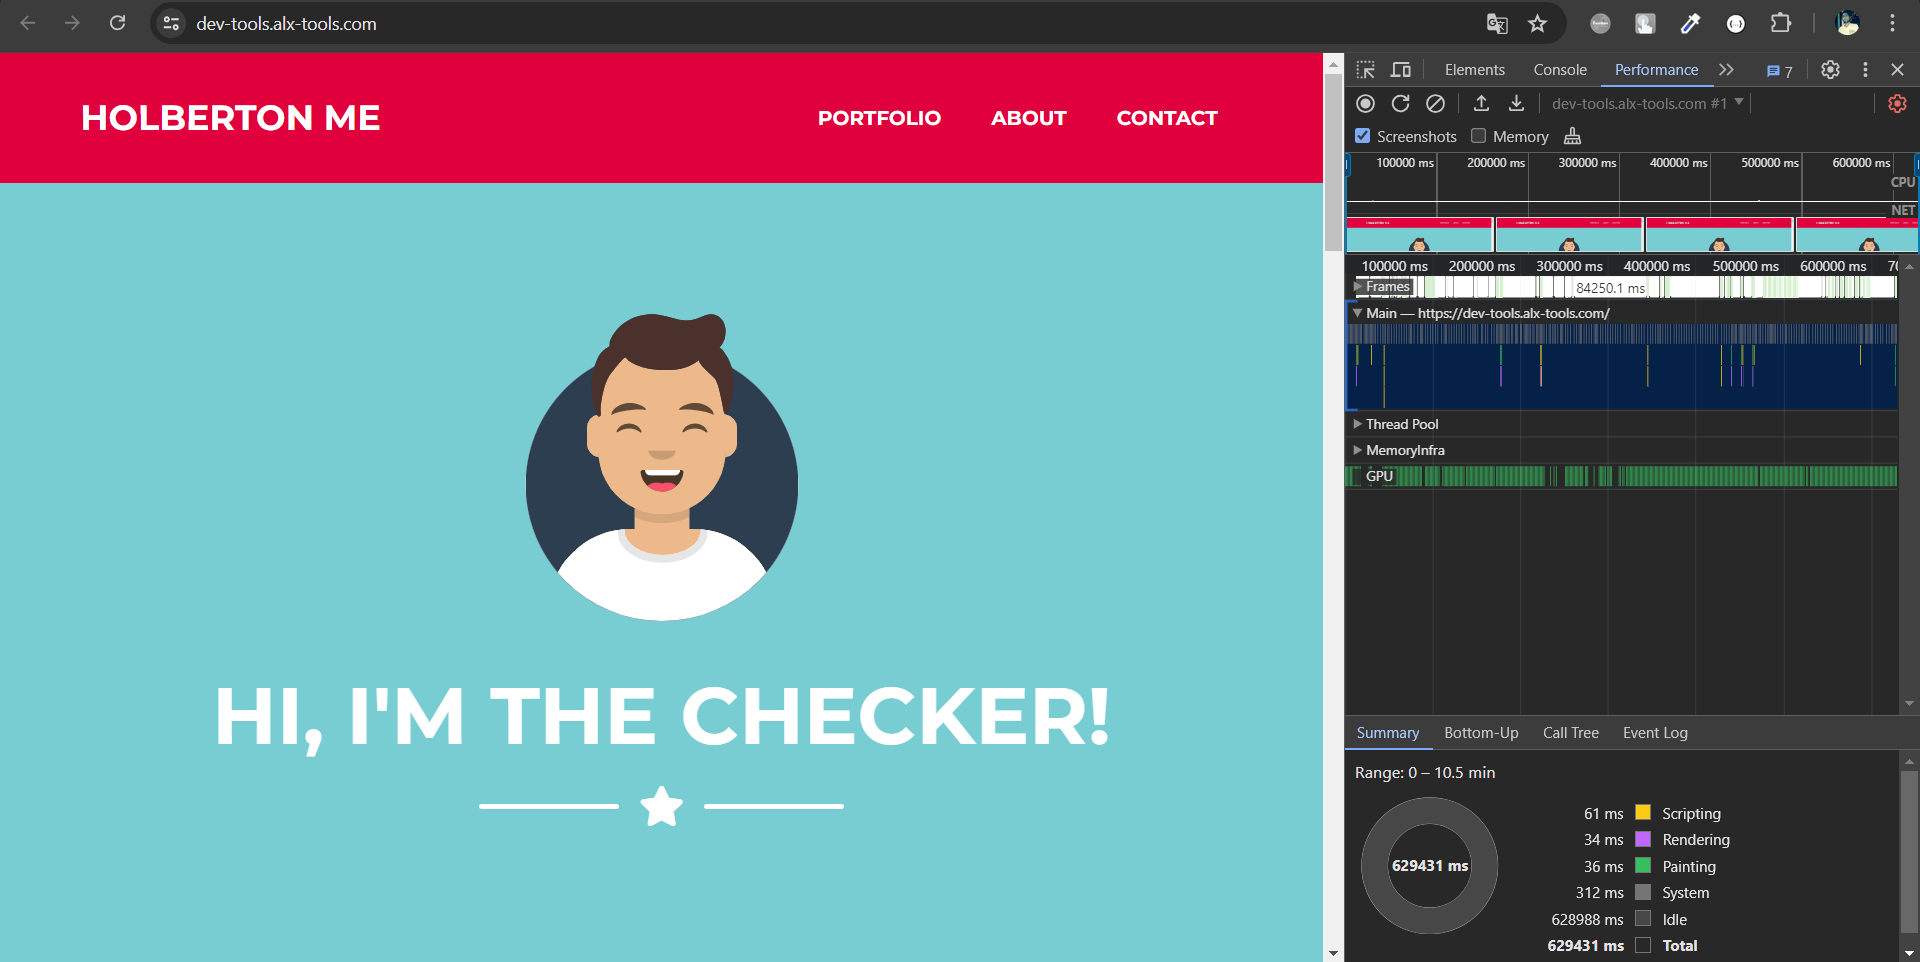 dev-tools.alx-tools.com
HOLBERTON ME
PORTFOLIO ABOUT CONTACT
HI, I'M THE CHECKER!
Elements Console Performance 7
dev-tools.alx-tools.com #1
Screenshots Memory
100000 ms 200000 ms 300000 ms 400000 ms 500000 ms 600000 ms
CPU
NET
100000 ms 200000 ms 300000 ms 400000 ms 500000 ms 600000 ms 70
Frames 84250.1 ms
Main — https://dev-tools.alx-tools.com/
Thread Pool
MemoryInfra
GPU
Summary Bottom-Up Call Tree Event Log
Range: 0 – 10.5 min
629431 ms
61 ms Scripting
34 ms Rendering
36 ms Painting
312 ms System
628988 ms Idle
629431 ms Total